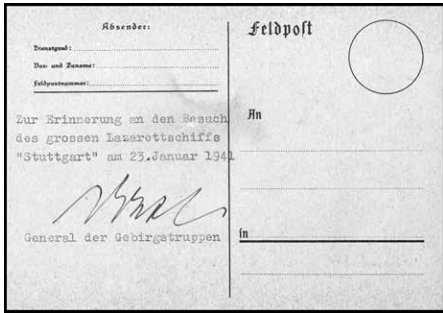 Absender:
Dienstgrad:
Vor- und Zuname:
Feldpostnummer:
Zur Erinnerung an den Besuch
des grossen Lazarettschiffs
"Stuttgart" am 23.Januar 1941
General der Gebirgstruppen
Feldpost
An
in